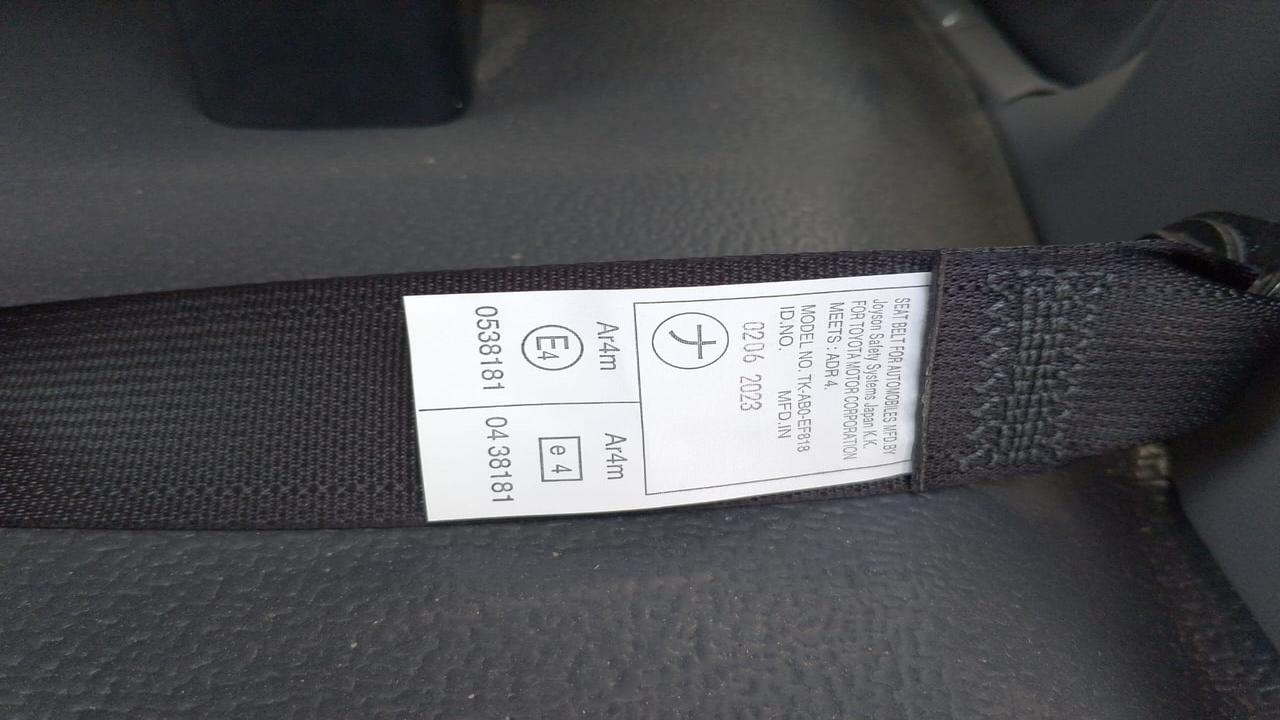 SEAT BELT FOR AUTOMOBILES MFD.BY
Joyson Safety Systems Japan K.K.
FOR TOYOTA MOTOR CORPORATION
MEETS : ADR 4.
MODEL NO. TK-AB0-EF818
ID.NO. MFD.IN
0206 2023
ナ
Ar4m
E4
0538181
Ar4m
e 4
04 38181